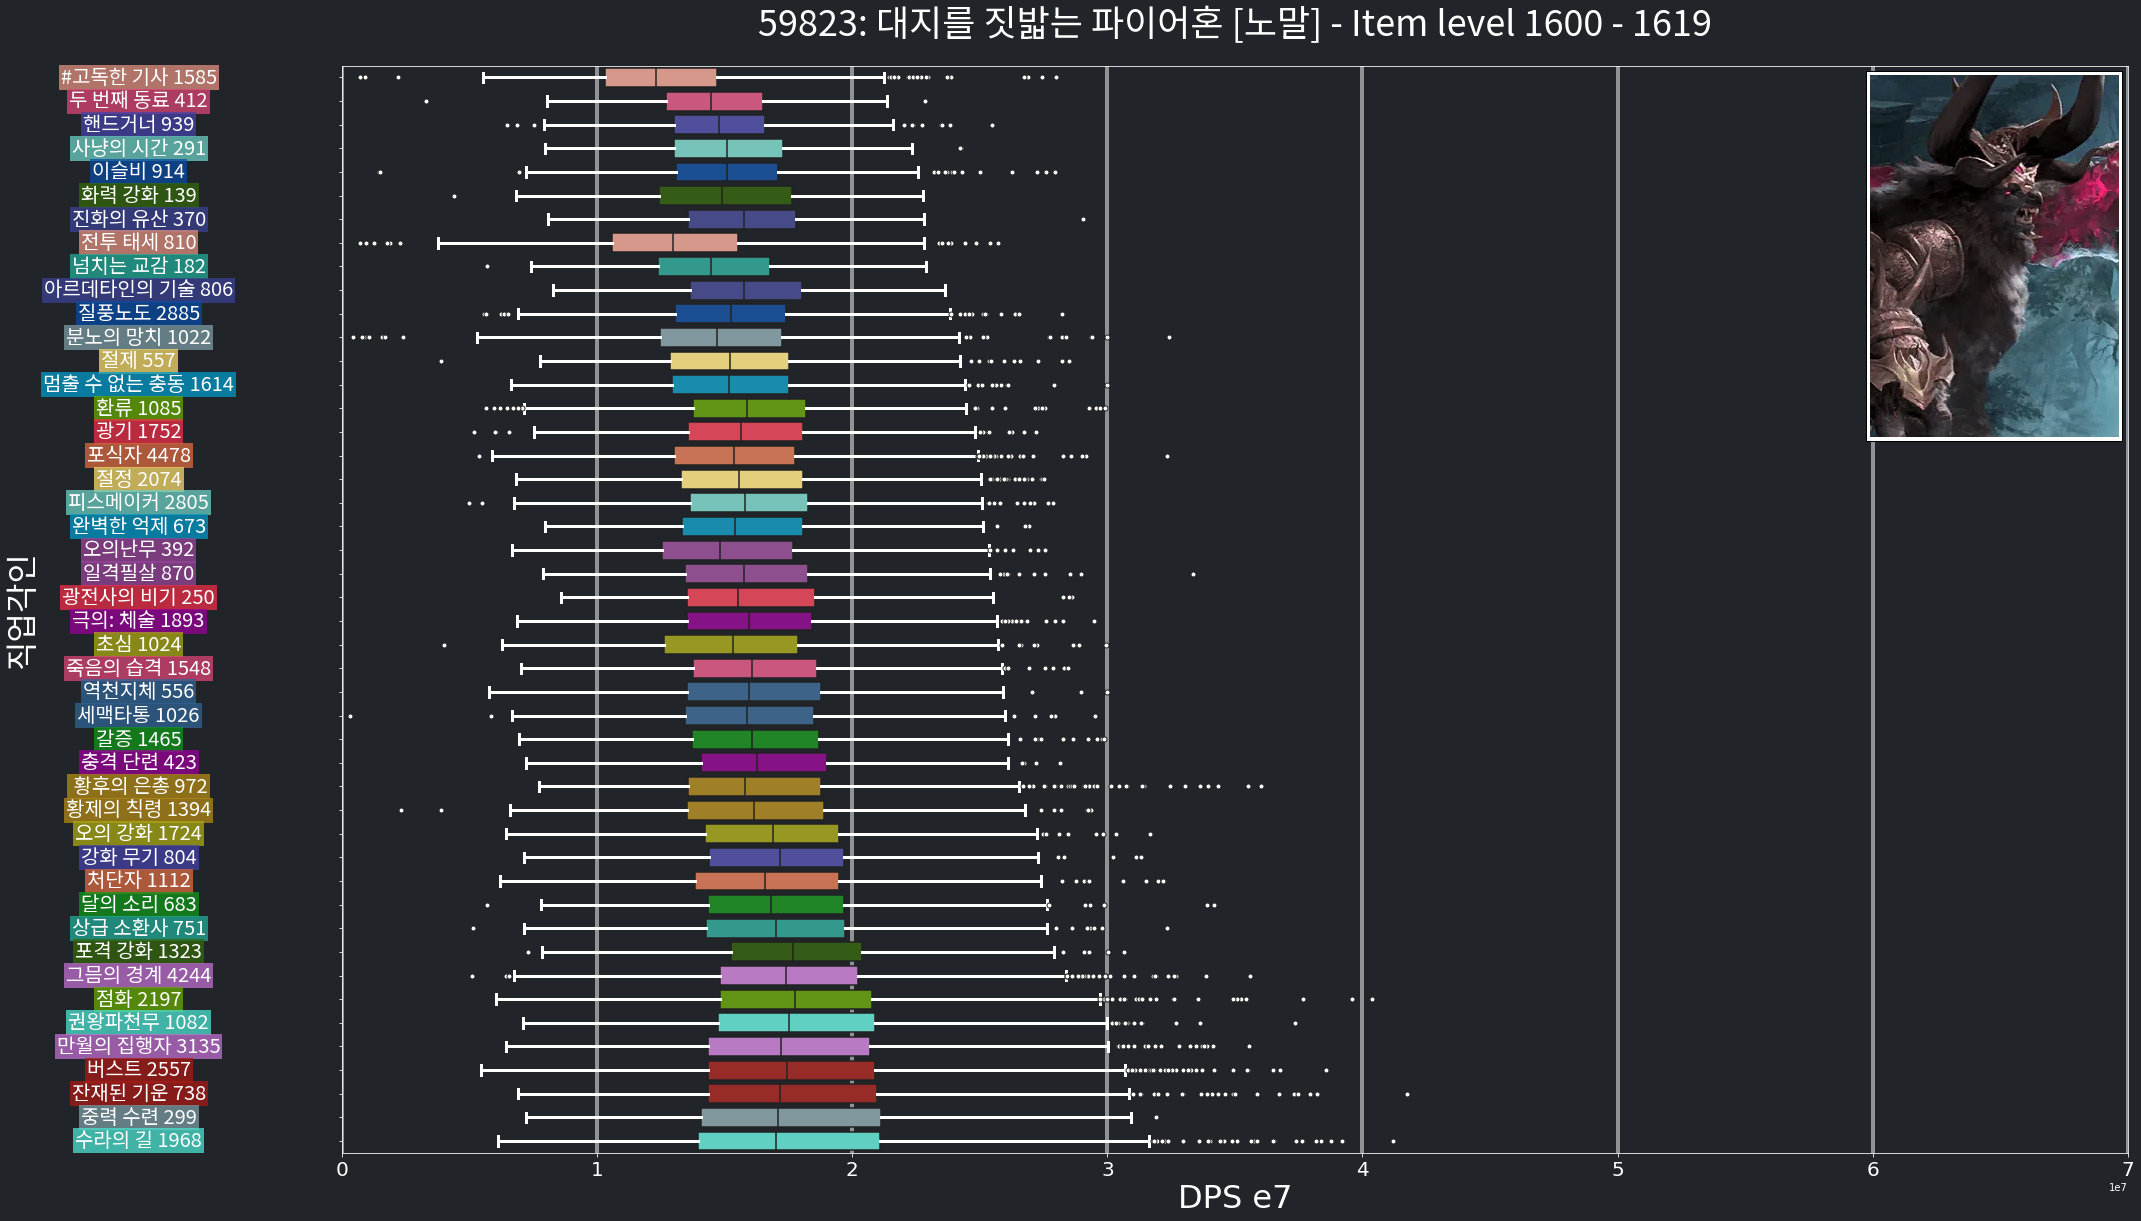 59823: 대지를 짓밟는 파이어혼 [노말] - Item level 1600 - 1619
#고독한 기사 1585
두 번째 동료 412
핸드거너 939
사냥의 시간 291
이슬비 914
화력 강화 139
진화의 유산 370
전투 태세 810
넘치는 교감 182
아르데타인의 기술 806
질풍노도 2885
분노의 망치 1022
절제 557
멈출 수 없는 충동 1614
환류 1085
광기 1752
포식자 4478
절정 2074
피스메이커 2805
완벽한 억제 673
오의난무 392
일격필살 870
광전사의 비기 250
극의: 체술 1893
초심 1024
죽음의 습격 1548
역천지체 556
세맥타통 1026
갈증 1465
충격 단련 423
황후의 은총 972
황제의 칙령 1394
오의 강화 1724
강화 무기 804
처단자 1112
달의 소리 683
상급 소환사 751
포격 강화 1323
그믐의 경계 4244
점화 2197
권왕파천무 1082
만월의 집행자 3135
버스트 2557
잔재된 기운 738
중력 수련 299
수라의 길 1968
직업각인
0 1 2 3 4 5 6 7
DPS e7
1e7